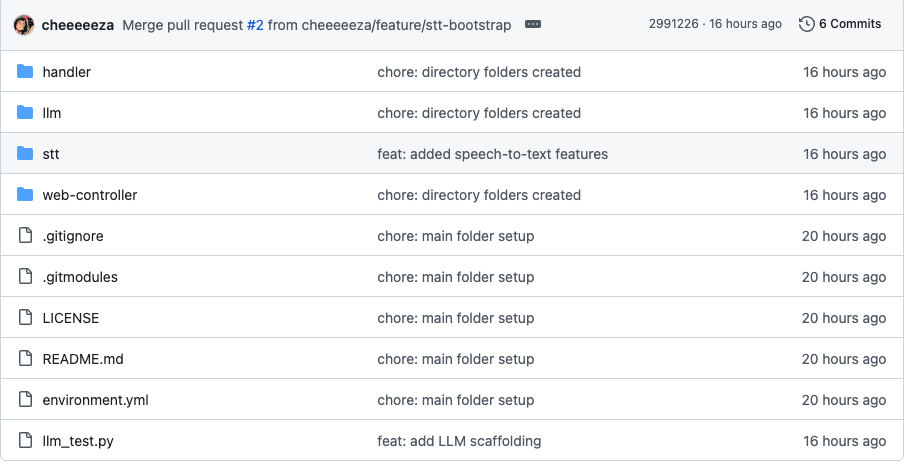 cheeeeeza Merge pull request #2 from cheeeeeza/feature/stt-bootstrap 2991226 · 16 hours ago 6 Commits
handler chore: directory folders created 16 hours ago
llm chore: directory folders created 16 hours ago
stt feat: added speech-to-text features 16 hours ago
web-controller chore: directory folders created 16 hours ago
.gitignore chore: main folder setup 20 hours ago
.gitmodules chore: main folder setup 20 hours ago
LICENSE chore: main folder setup 20 hours ago
README.md chore: main folder setup 20 hours ago
environment.yml chore: main folder setup 20 hours ago
llm_test.py feat: add LLM scaffolding 16 hours ago